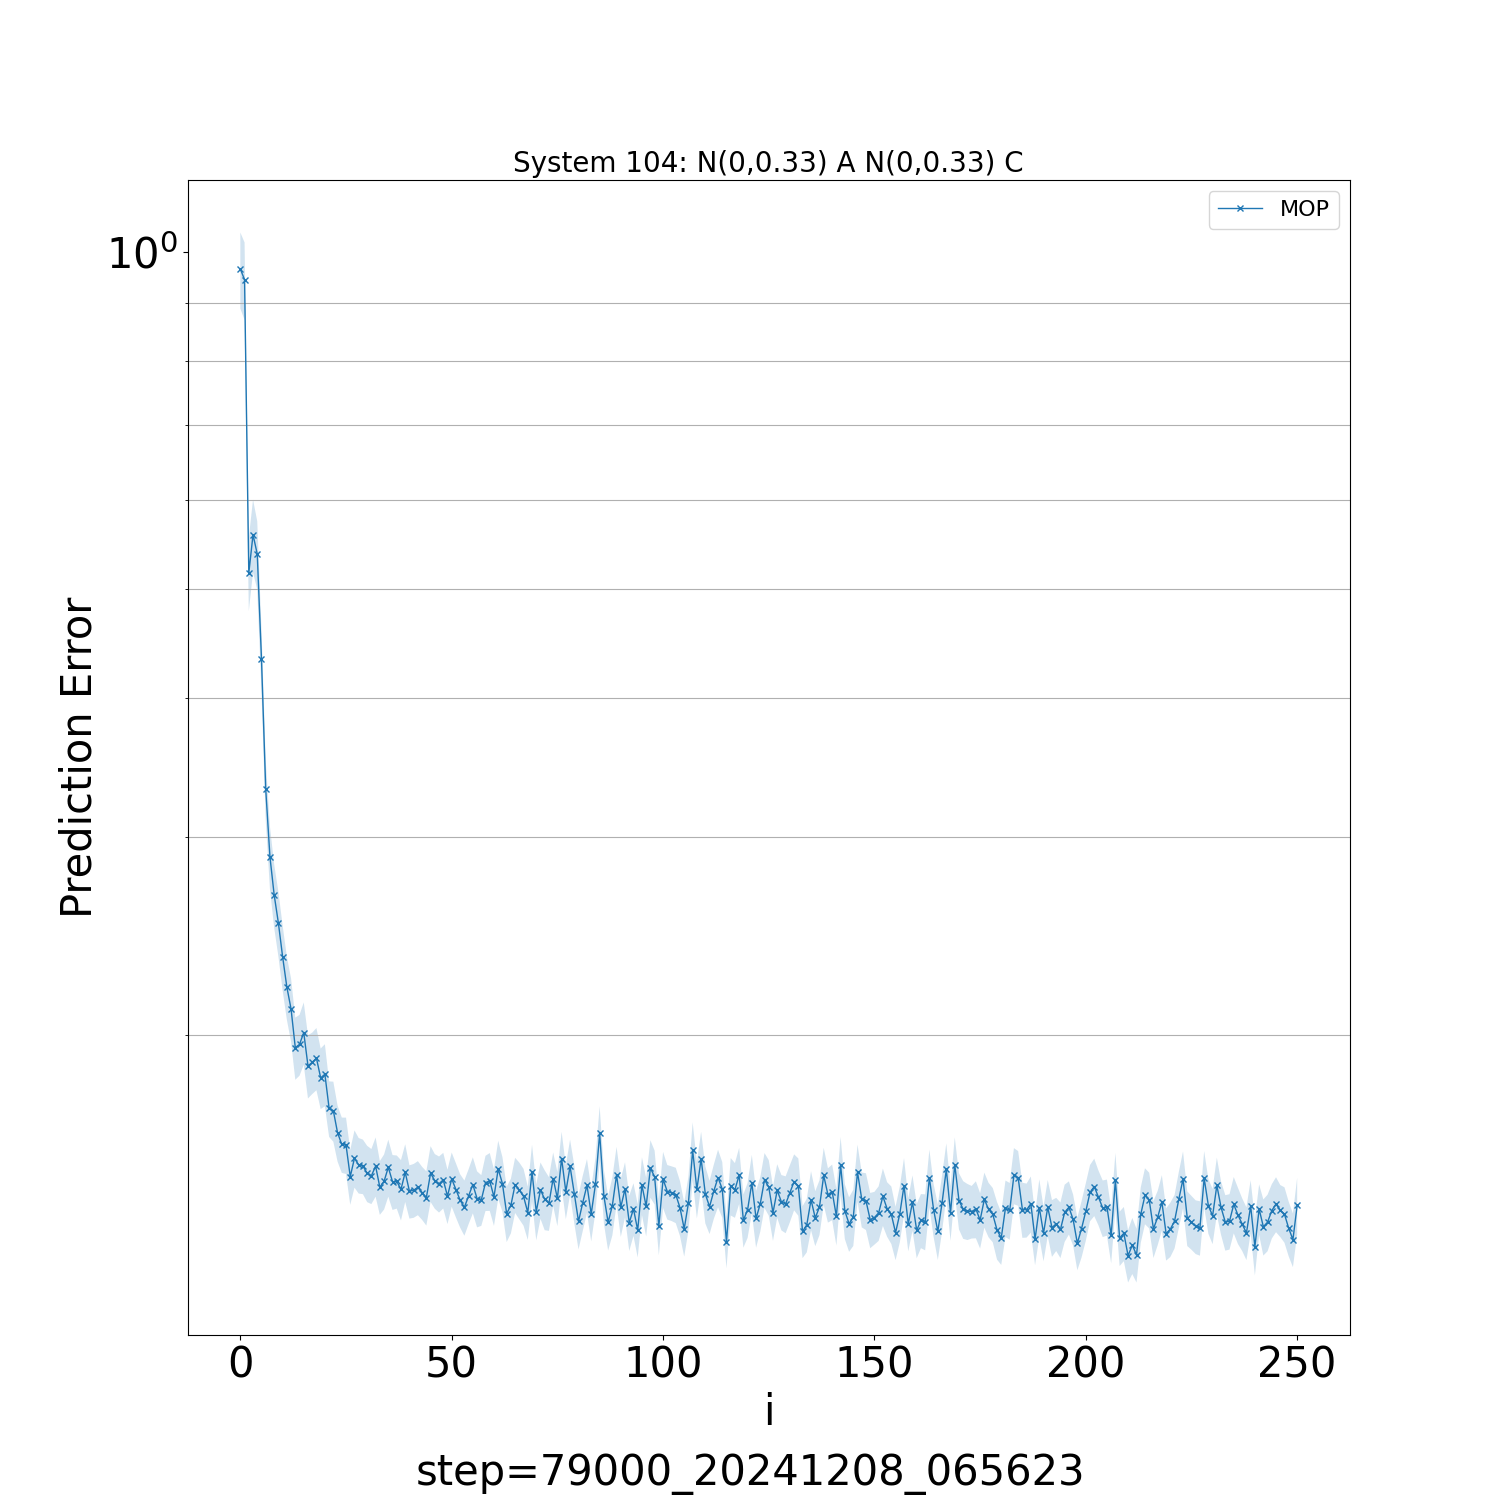 System 104: N(0,0.33) A N(0,0.33) C
MOP
10⁰
Prediction Error
0 50 100 150 200 250
i
step=79000_20241208_065623